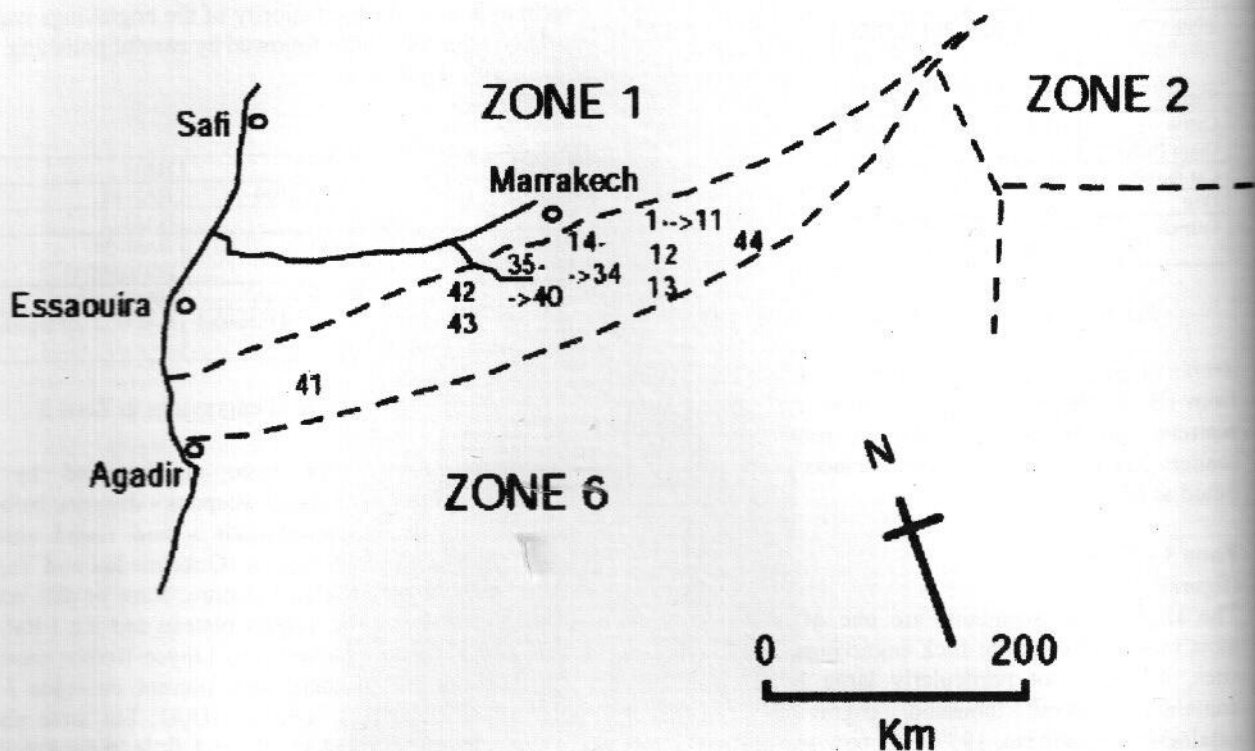 ZONE 1
ZONE 2
Safi
Marrakech
1-->11
14-
->34
12
44
35-
->40
13
42
43
Essaouira
41
Agadir
ZONE 6
N
0 200
Km